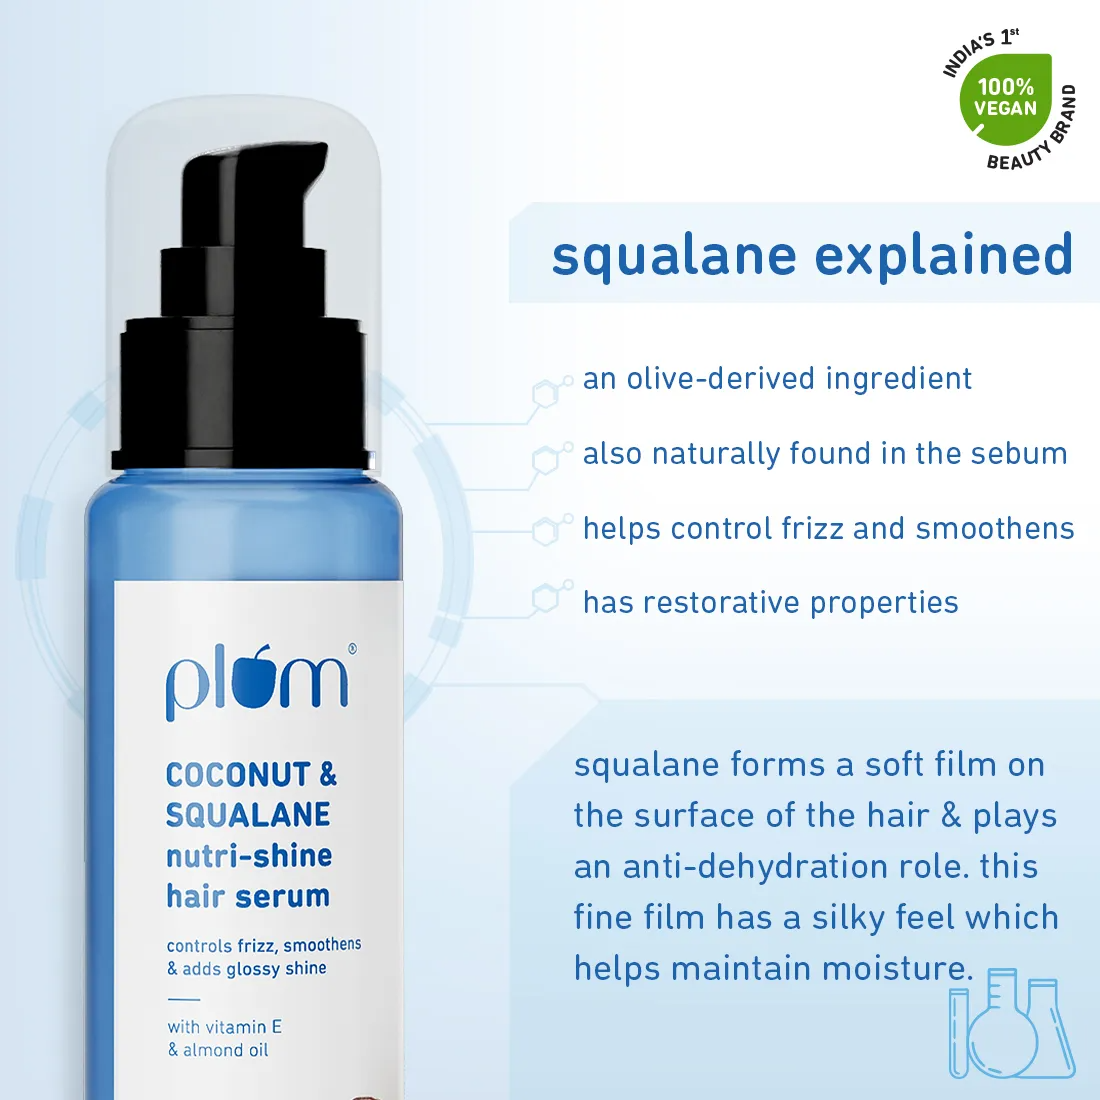 INDIA'S 1st
100%
VEGAN
BEAUTY BRAND
squalane explained
an olive-derived ingredient
also naturally found in the sebum
helps control frizz and smoothens
has restorative properties
plum®
COCONUT &
SQUALANE
nutri-shine
hair serum
controls frizz, smoothens
& adds glossy shine
with vitamin E
& almond oil
squalane forms a soft film on
the surface of the hair & plays
an anti-dehydration role. this
fine film has a silky feel which
helps maintain moisture.